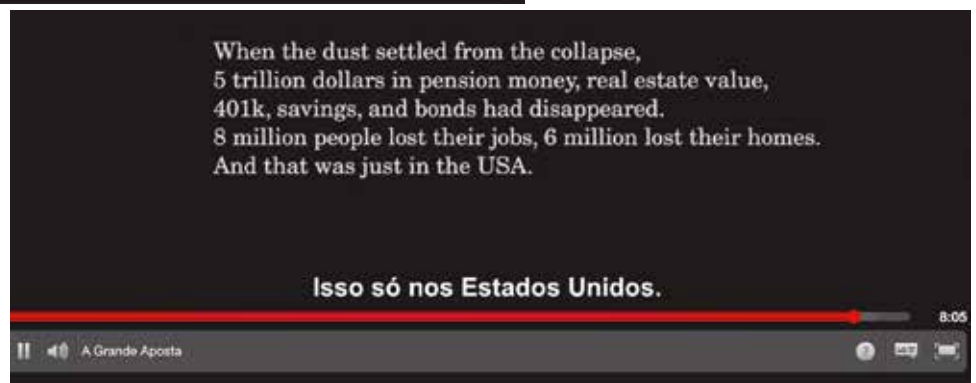 When the dust settled from the collapse,
5 trillion dollars in pension money, real estate value,
401k, savings, and bonds had disappeared.
8 million people lost their jobs, 6 million lost their homes.
And that was just in the USA.
Isso só nos Estados Unidos.
8:05
A Grande Aposta